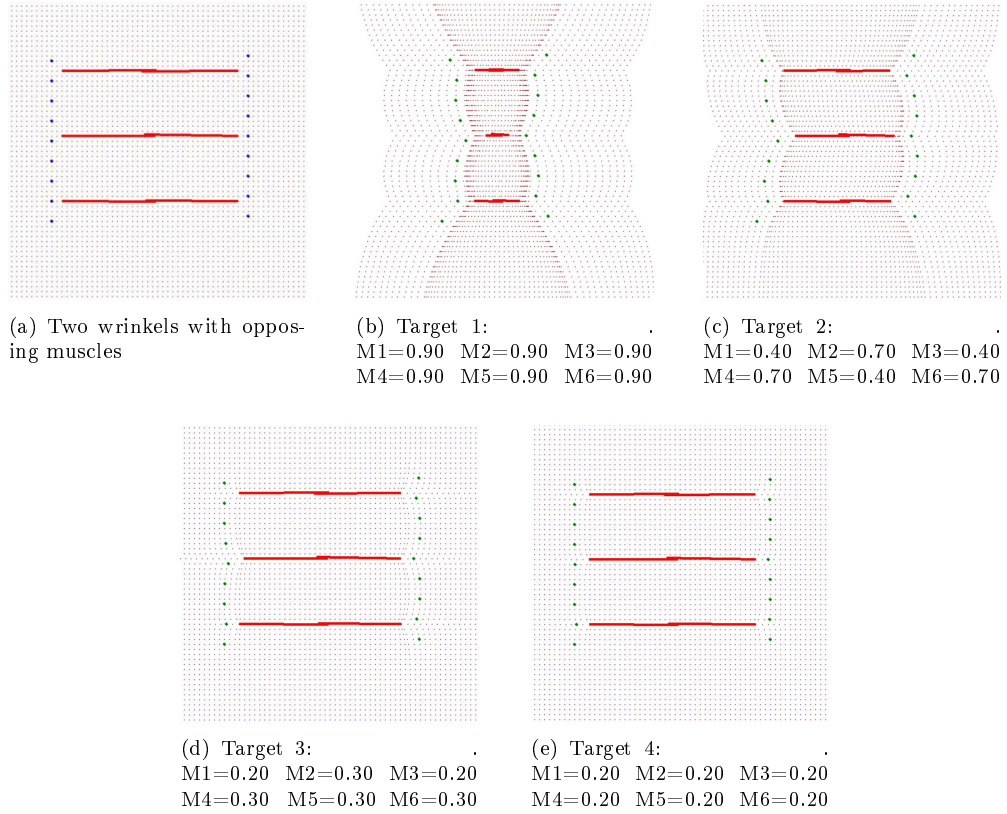 (a) Two wrinkels with oppos-
ing muscles
(b) Target 1: .
M1=0.90 M2=0.90 M3=0.90
M4=0.90 M5=0.90 M6=0.90
(c) Target 2: .
M1=0.40 M2=0.70 M3=0.40
M4=0.70 M5=0.40 M6=0.70
(d) Target 3: .
M1=0.20 M2=0.30 M3=0.20
M4=0.30 M5=0.30 M6=0.30
(e) Target 4: .
M1=0.20 M2=0.20 M3=0.20
M4=0.20 M5=0.20 M6=0.20